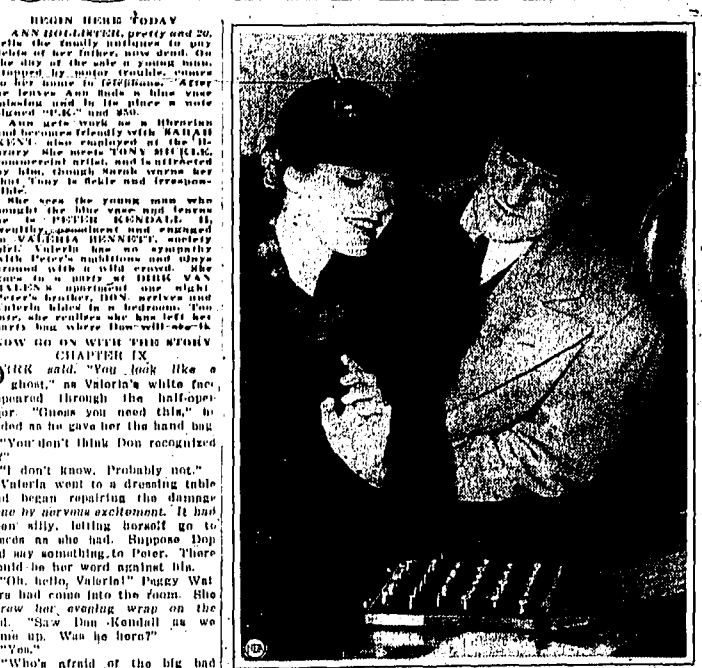 BEGIN HERE TODAY
ANN HOLLISTER, pretty and 20,
the family antiques to pay
of her father, now dead. On
the day of the sale a young man,
stopped by motor trouble, comes
to her home to telephone. After
he leaves Ann finds a blue vase
missing and in its place a note
signed "P.K." and $50.
Ann gets work as a librarian
and becomes friendly with SARAH
KENT, also employed at the
She meets TONY MICKLE,
commercial artist, and is attracted
by him, though Sarah warns her
that Tony is fickle and
She sees the young man who
bought the blue vase and learns
he is PETER KENDALL. He
wealthy, prominent and engaged
VALERIA BENNETT, society
girl. Valeria has no sympathy
with Peter's ambitions and plays
around with a wild crowd. She
goes to a party at DIRK VAN
apartment one night.
Peter's brother, DON, arrives and
Valeria hides in a bedroom. Too
late, she realizes she has left her
party bag where Don will see it.
NOW GO ON WITH THE STORY
CHAPTER IX
DIRK said, "You look like a
ghost," as Valeria's white face
appeared through the half-open
door. "Guess you need this," he
added as he gave her the hand bag
"You don't think Don recognized
"I don't know. Probably not."
Valeria went to a dressing table
and began repairing the damage
done by nervous excitement. It had
been silly, letting herself go to
pieces as she had. Suppose Don
did say something to Peter. There
would be her word against his.
"Oh, hello, Valeria!" Peggy
had come into the room. She
threw her evening wrap on the
bed. "Saw Don Kendall as we
came up. Was he here?"
"Yes."
"Who's afraid of the big bad
NEA